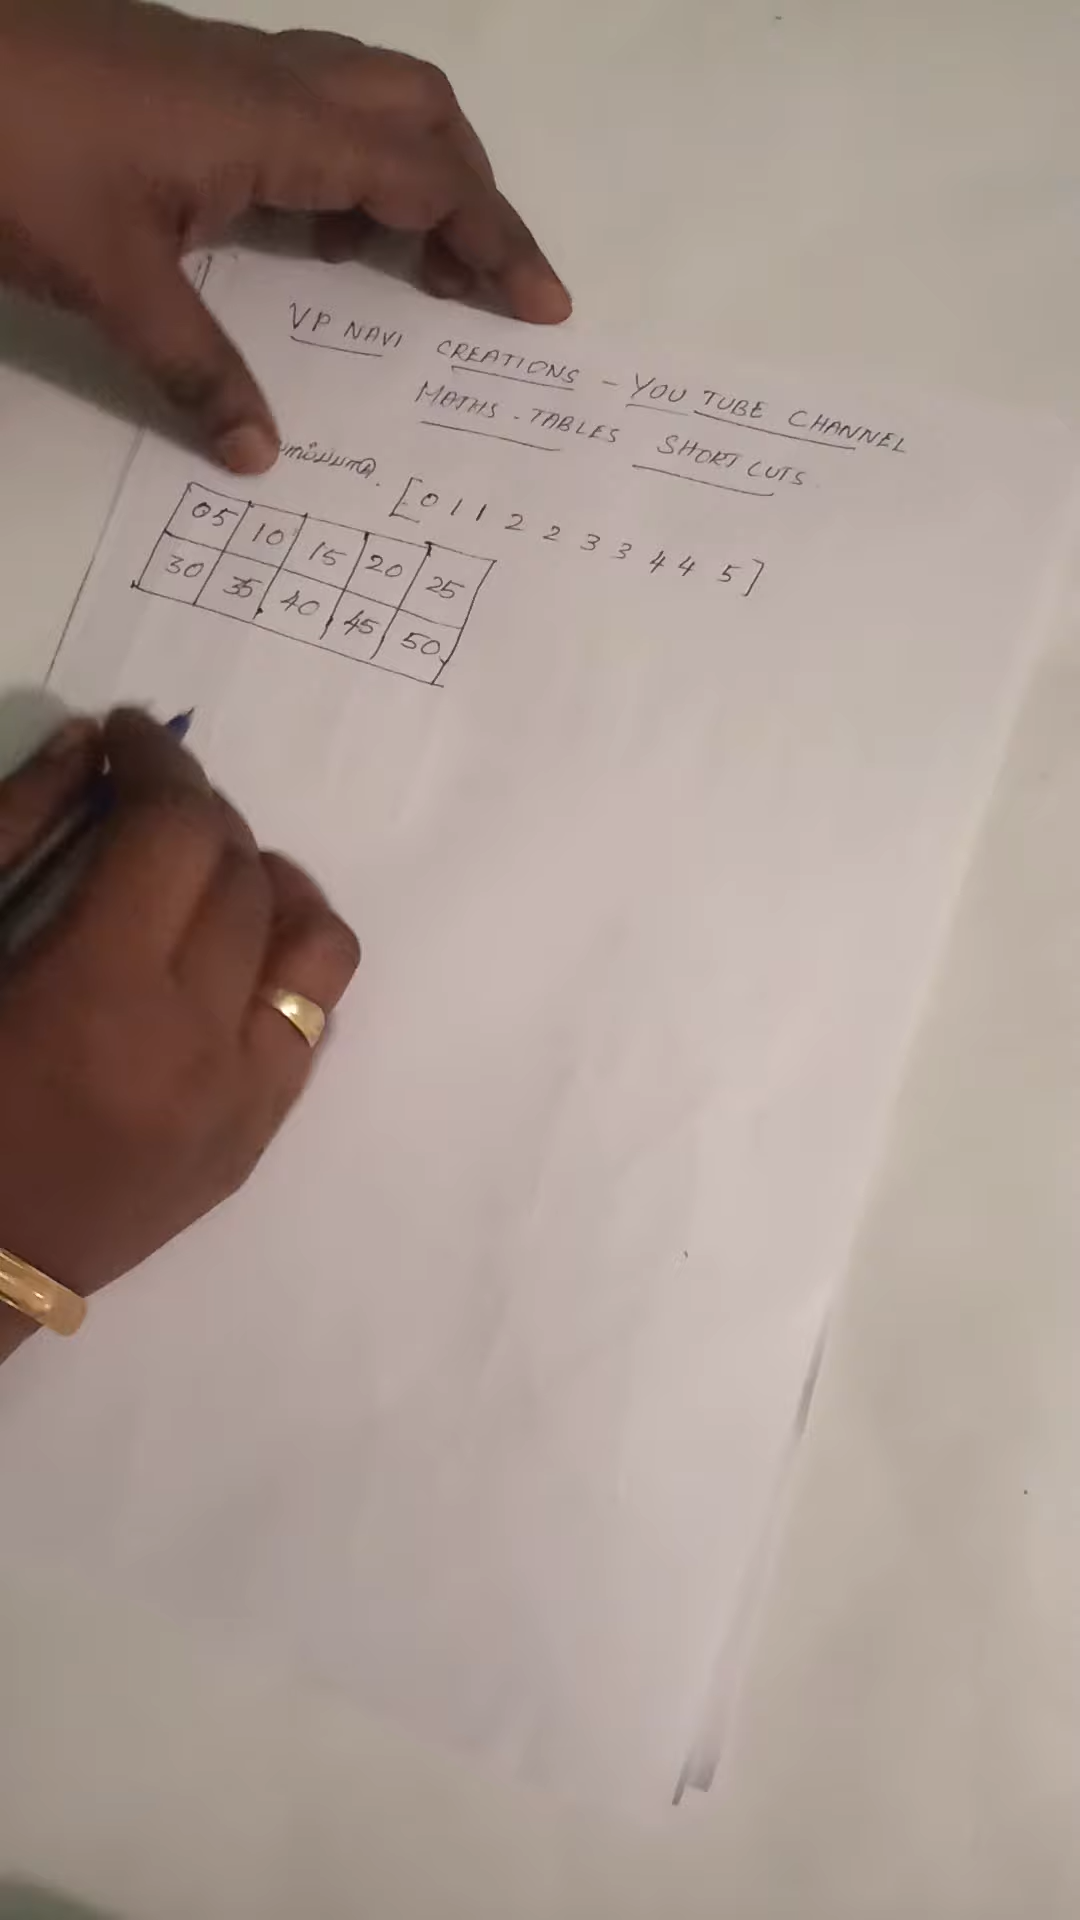 VP NAVI CREATIONS - YOU TUBE CHANNEL
MATHS - TABLES SHORT CUTS
[0 1 1 2 2 3 3 4 4 5]
05 10 15 20 25
30 35 40 45 50